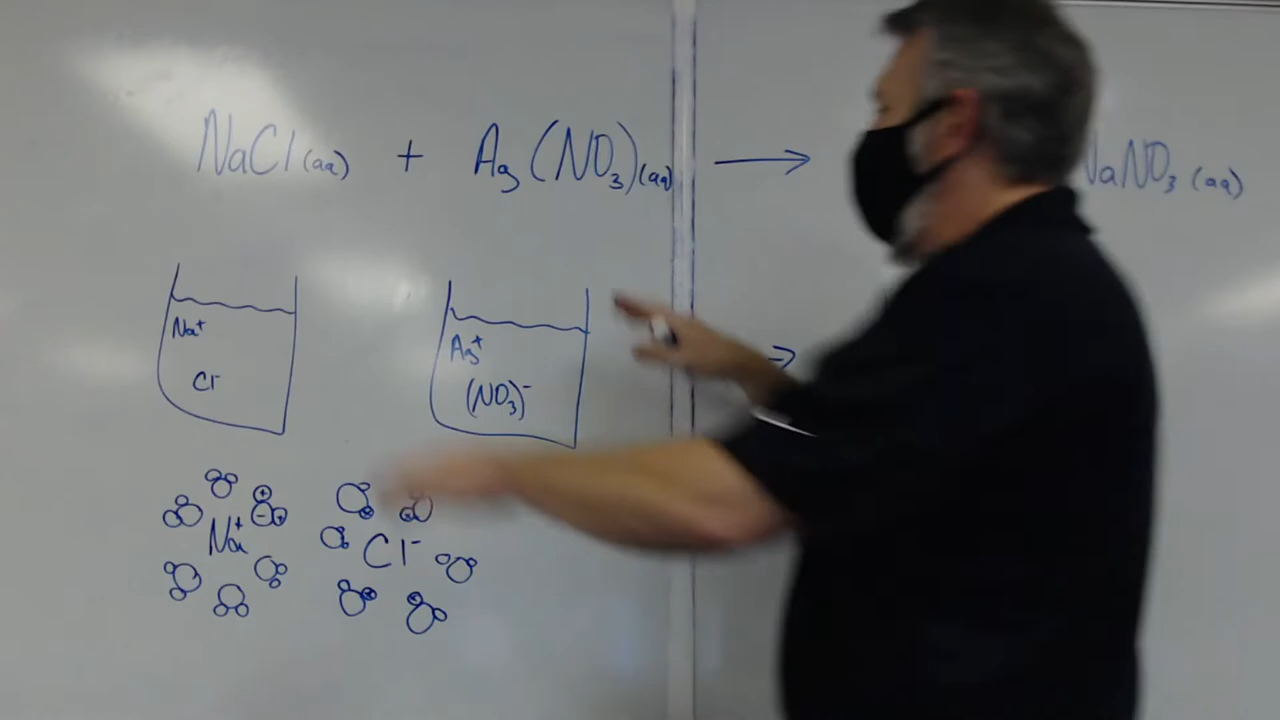 NaCl(aq) + Ag(NO₃)(aq) → NaNO₃ (aq)
Na⁺
Cl⁻
Ag⁺
(NO₃)⁻
→
+
- +
Na⁺
Cl⁻